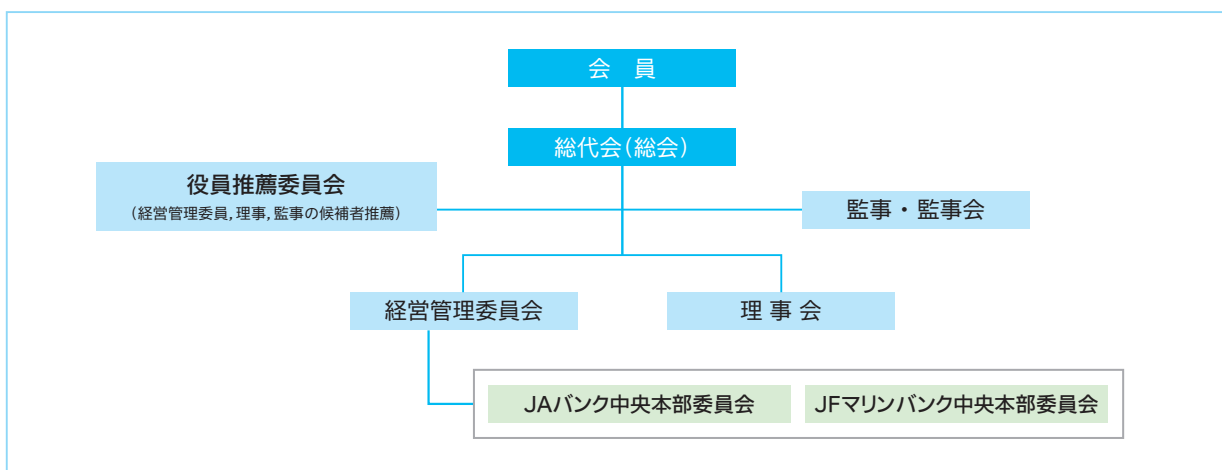 会　員
総代会(総会)
役員推薦委員会
(経営管理委員,理事,監事の候補者推薦)
監事・監事会
経営管理委員会
理 事 会
JAバンク中央本部委員会
JFマリンバンク中央本部委員会